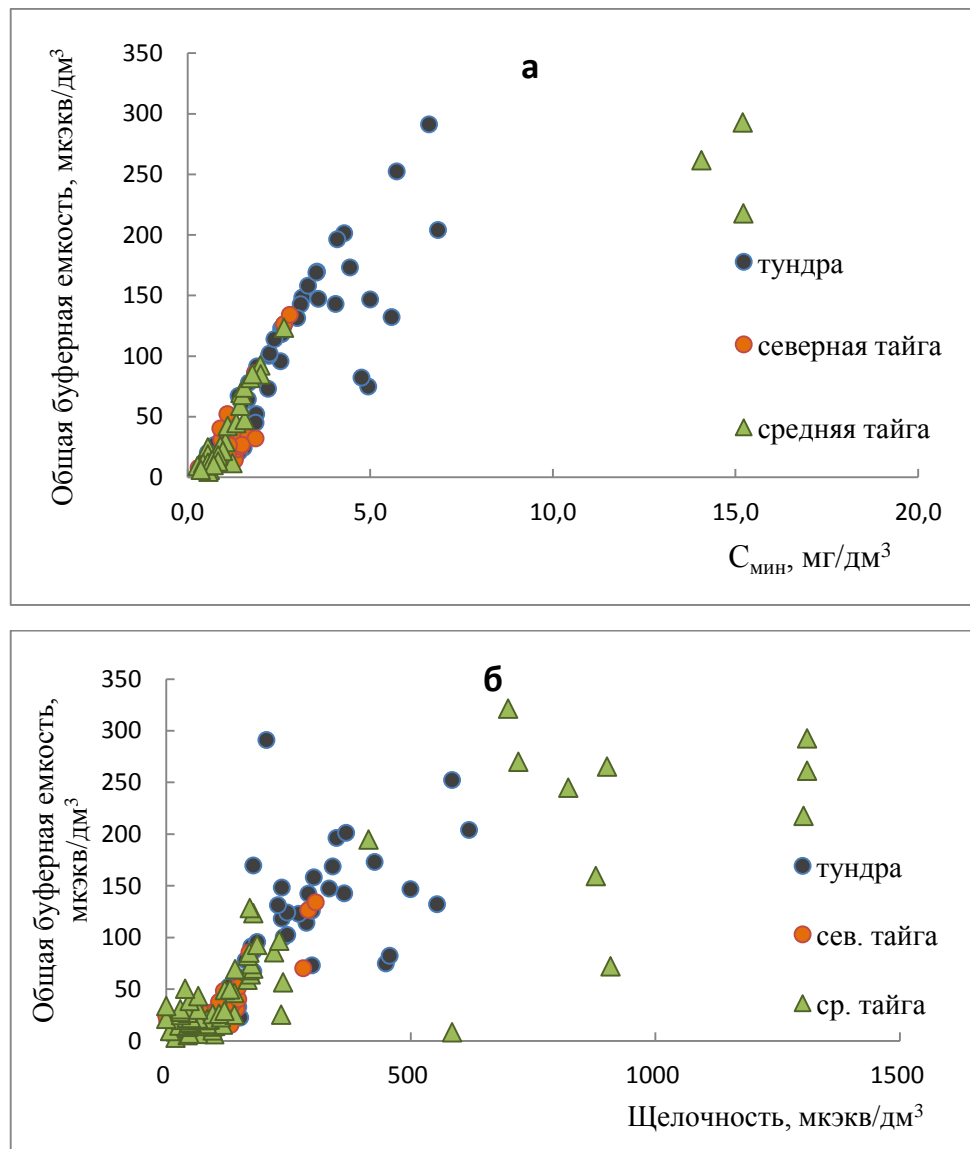 а
Общая буферная емкость, мкэкв/дм³
350
300
250
200
150
100
50
0
тундра
северная тайга
средняя тайга
0,0 5,0 10,0 15,0 20,0
Cмин, мг/дм³
б
Общая буферная емкость,
мкэкв/дм³
350
300
250
200
150
100
50
0
тундра
сев. тайга
ср. тайга
0 500 1000 1500
Щелочность, мкэкв/дм³